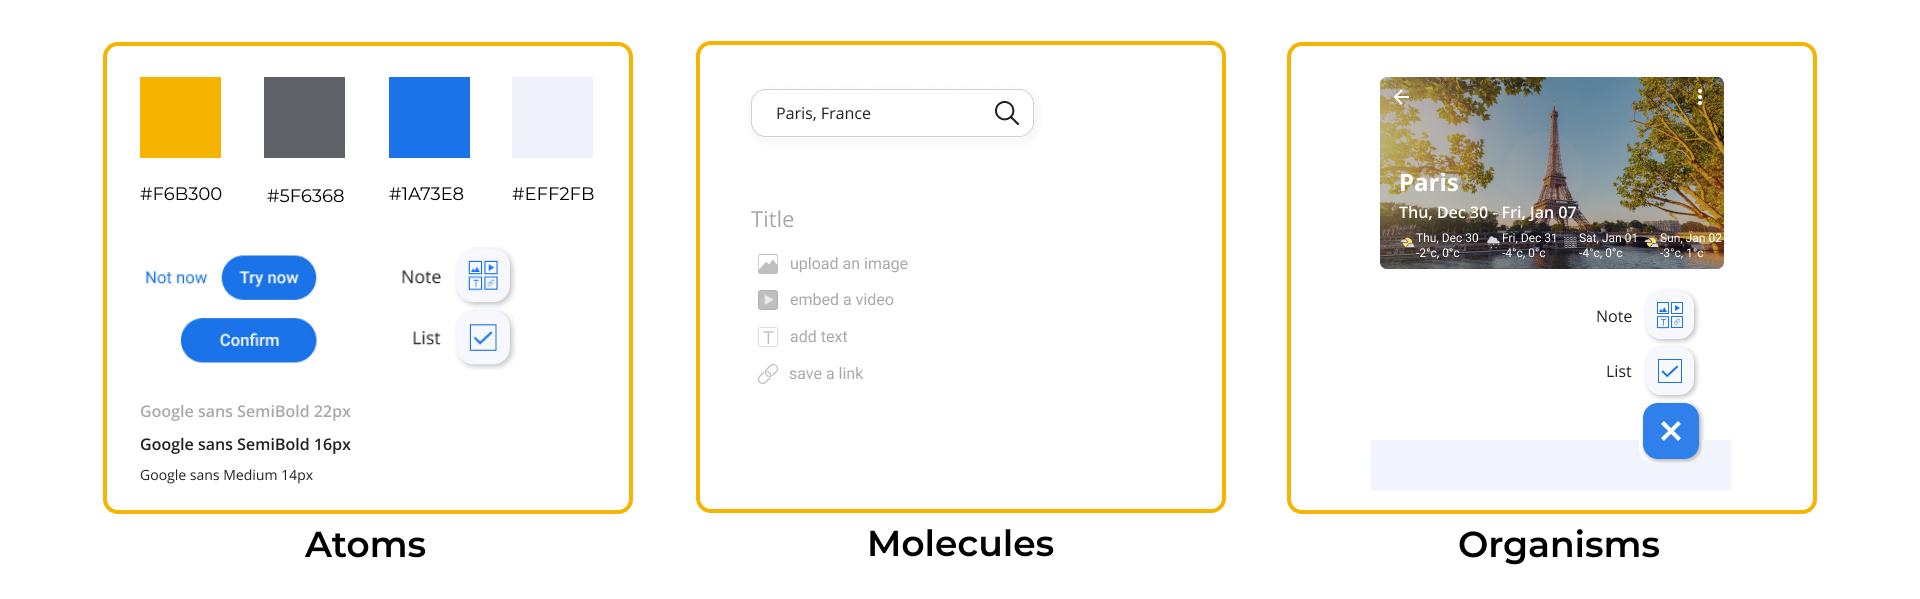 #F6B300
#5F6368
#1A73E8
#EFF2FB
Not now
Try now
Note
Confirm
List
Google sans SemiBold 22px
Google sans SemiBold 16px
Google sans Medium 14px
Atoms
Paris, France
Title
upload an image
embed a video
T add text
save a link
Molecules
Paris
Thu, Dec 30 - Fri, Jan 07
Thu, Dec 30 Fri, Dec 31 Sat, Jan 01 Sun, Jan 02
-2°c, 0°c -4°c, 0°c -4°c, 0°c -3°c, 1°c
Note
List
Organisms